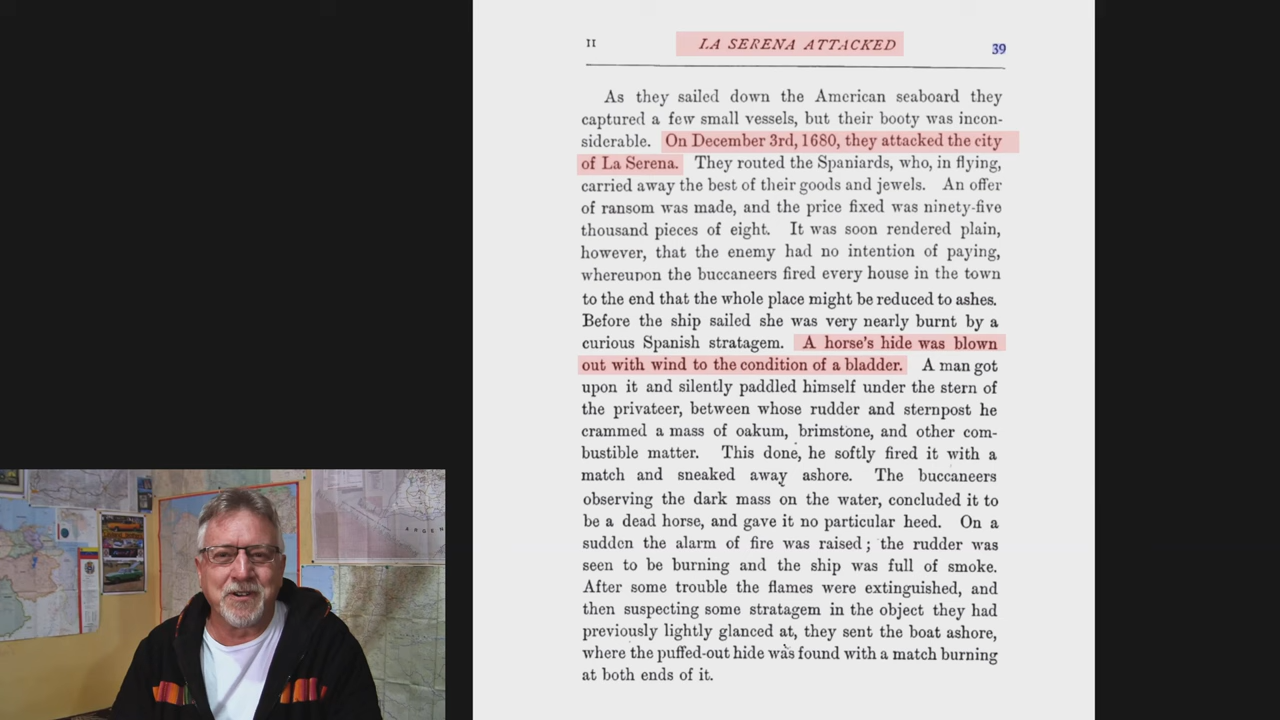 II
LA SERENA ATTACKED
39
As they sailed down the American seaboard they
captured a few small vessels, but their booty was incon-
siderable. On December 3rd, 1680, they attacked the city
of La Serena. They routed the Spaniards, who, in flying,
carried away the best of their goods and jewels. An offer
of ransom was made, and the price fixed was ninety-five
thousand pieces of eight. It was soon rendered plain,
however, that the enemy had no intention of paying,
whereupon the buccaneers fired every house in the town
to the end that the whole place might be reduced to ashes.
Before the ship sailed she was very nearly burnt by a
curious Spanish stratagem. A horse's hide was blown
out with wind to the condition of a bladder. A man got
upon it and silently paddled himself under the stern of
the privateer, between whose rudder and sternpost he
crammed a mass of oakum, brimstone, and other com-
bustible matter. This done, he softly fired it with a
match and sneaked away ashore. The buccaneers
observing the dark mass on the water, concluded it to
be a dead horse, and gave it no particular heed. On a
sudden the alarm of fire was raised; the rudder was
seen to be burning and the ship was full of smoke.
After some trouble the flames were extinguished, and
then suspecting some stratagem in the object they had
previously lightly glanced at, they sent the boat ashore,
where the puffed-out hide was found with a match burning
at both ends of it.